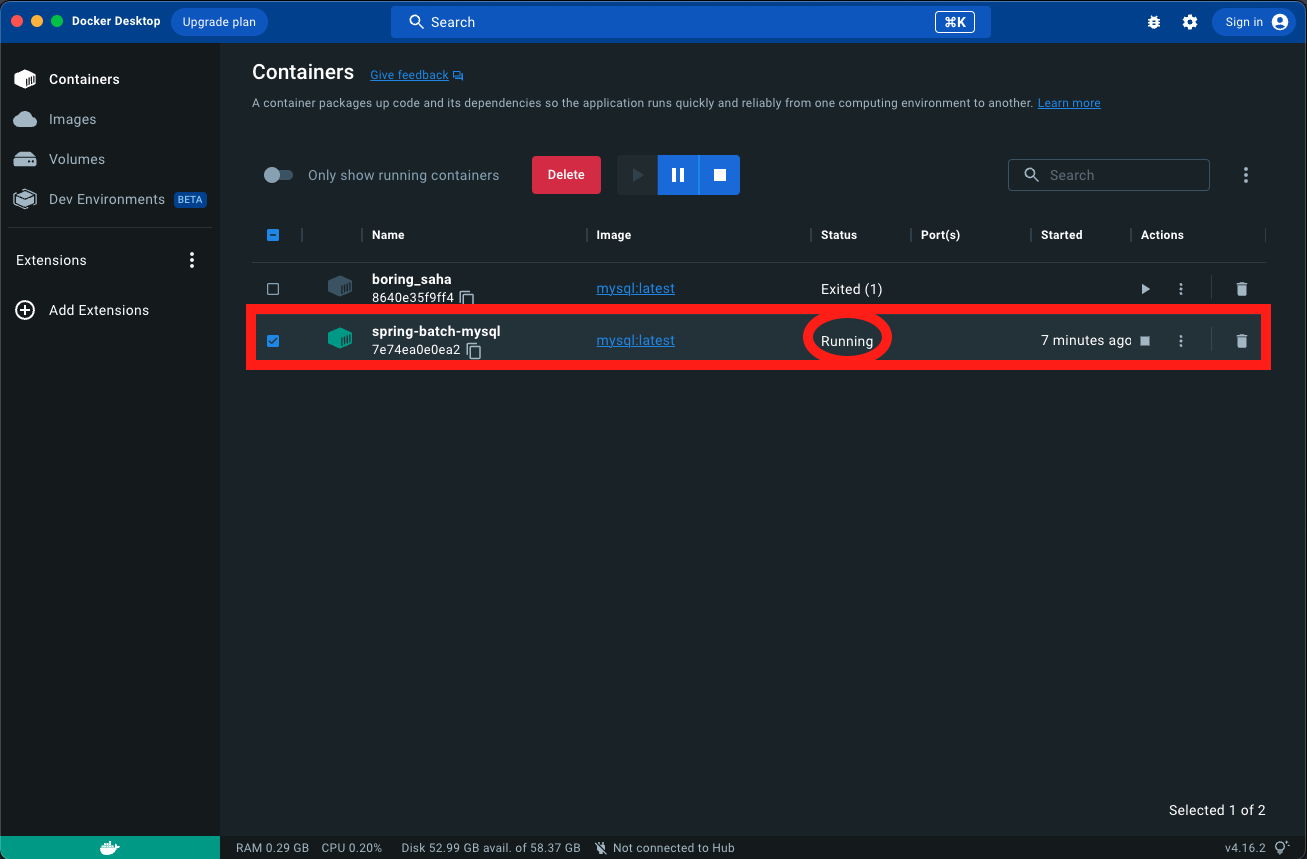 Docker Desktop Upgrade plan Search ⌘K Sign in
Containers
Images
Volumes
Dev Environments BETA
Extensions
Add Extensions
Containers Give feedback
A container packages up code and its dependencies so the application runs quickly and reliably from one computing environment to another. Learn more
Only show running containers Delete Search
Name Image Status Port(s) Started Actions
boring_saha
8640e35f9ff4 mysql:latest Exited (1)
spring-batch-mysql
7e74ea0e0ea2 mysql:latest Running 7 minutes ago
Selected 1 of 2
RAM 0.29 GB CPU 0.20% Disk 52.99 GB avail. of 58.37 GB Not connected to Hub v4.16.2